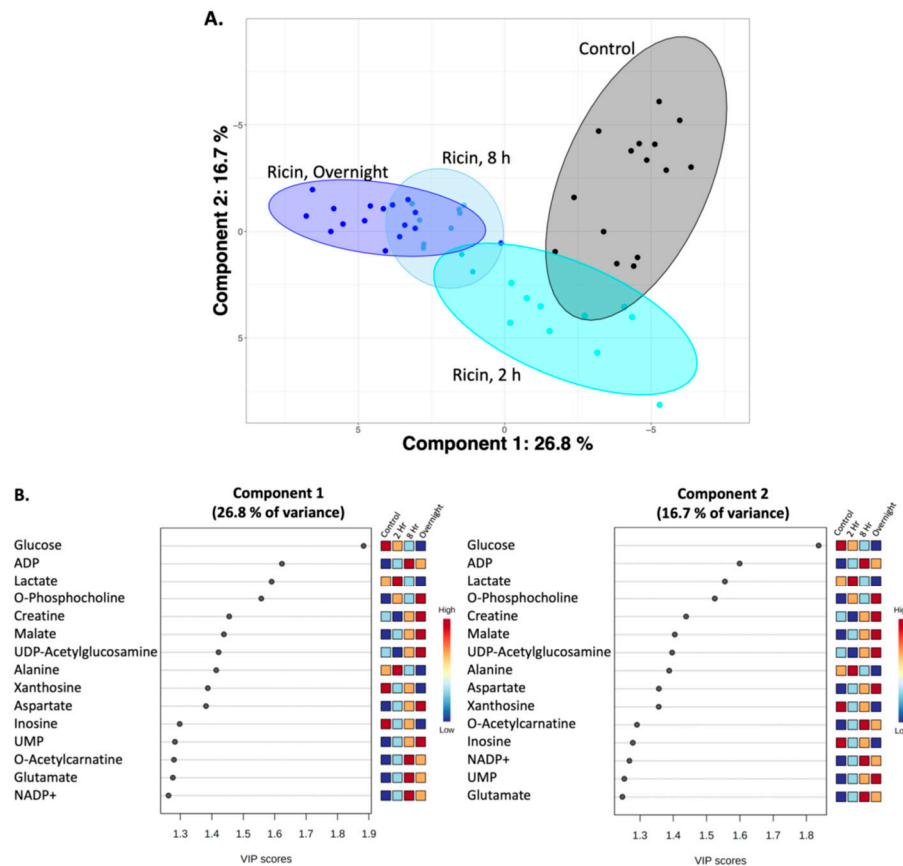 A.
Control
Ricin, Overnight
Ricin, 8 h
Ricin, 2 h
-5
0
5
Component 2: 16.7 %
5
0
-5
Component 1: 26.8 %
B.
Component 1
(26.8 % of variance)
Control
2 Hr
8 Hr
Overnight
Glucose
ADP
Lactate
O-Phosphocholine
Creatine
Malate
UDP-Acetylglucosamine
Alanine
Xanthosine
Aspartate
Inosine
UMP
O-Acetylcarnatine
Glutamate
NADP+
High
Low
1.3 1.4 1.5 1.6 1.7 1.8 1.9
VIP scores
Component 2
(16.7 % of variance)
Control
2 Hr
8 Hr
Overnight
Glucose
ADP
Lactate
O-Phosphocholine
Creatine
Malate
UDP-Acetylglucosamine
Alanine
Aspartate
Xanthosine
O-Acetylcarnatine
Inosine
NADP+
UMP
Glutamate
Hig
Lo
1.3 1.4 1.5 1.6 1.7 1.8
VIP scores